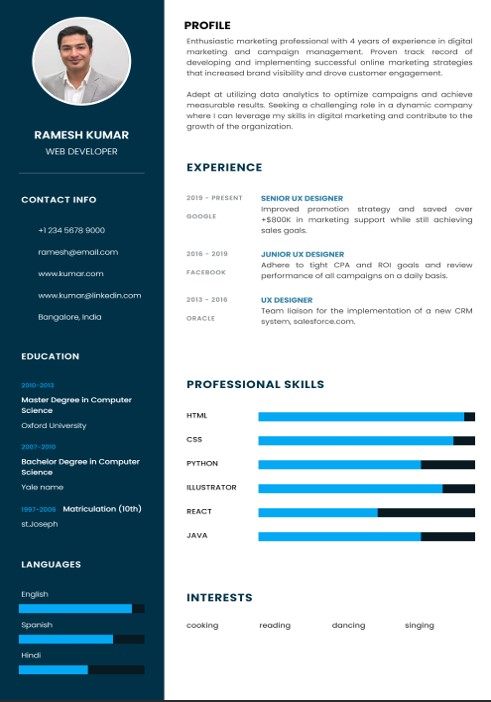 RAMESH KUMAR
WEB DEVELOPER
CONTACT INFO
+1 234 5678 9000
ramesh@email.com
www.kumar.com
www.kumar@linkedin.com
Bangalore, India
EDUCATION
2010-2013
Master Degree in Computer
Science
Oxford University
2007-2010
Bachelor Degree in Computer
Science
Yale name
1997-2006 Matriculation (10th)
st.Joseph
LANGUAGES
English
Spanish
Hindi
PROFILE
Enthusiastic marketing professional with 4 years of experience in digital
marketing and campaign management. Proven track record of
developing and implementing successful online marketing strategies
that increased brand visibility and drove customer engagement.
Adept at utilizing data analytics to optimize campaigns and achieve
measurable results. Seeking a challenging role in a dynamic company
where I can leverage my skills in digital marketing and contribute to the
growth of the organization.
EXPERIENCE
2019 - PRESENT
GOOGLE
SENIOR UX DESIGNER
Improved promotion strategy and saved over
+$800K in marketing support while still achieving
sales goals.
2016 - 2019
FACEBOOK
JUNIOR UX DESIGNER
Adhere to tight CPA and ROI goals and review
performance of all campaigns on a daily basis.
2013 - 2016
ORACLE
UX DESIGNER
Team liaison for the implementation of a new CRM
system, salesforce.com.
PROFESSIONAL SKILLS
HTML
CSS
PYTHON
ILLUSTRATOR
REACT
JAVA
INTERESTS
cooking reading dancing singing